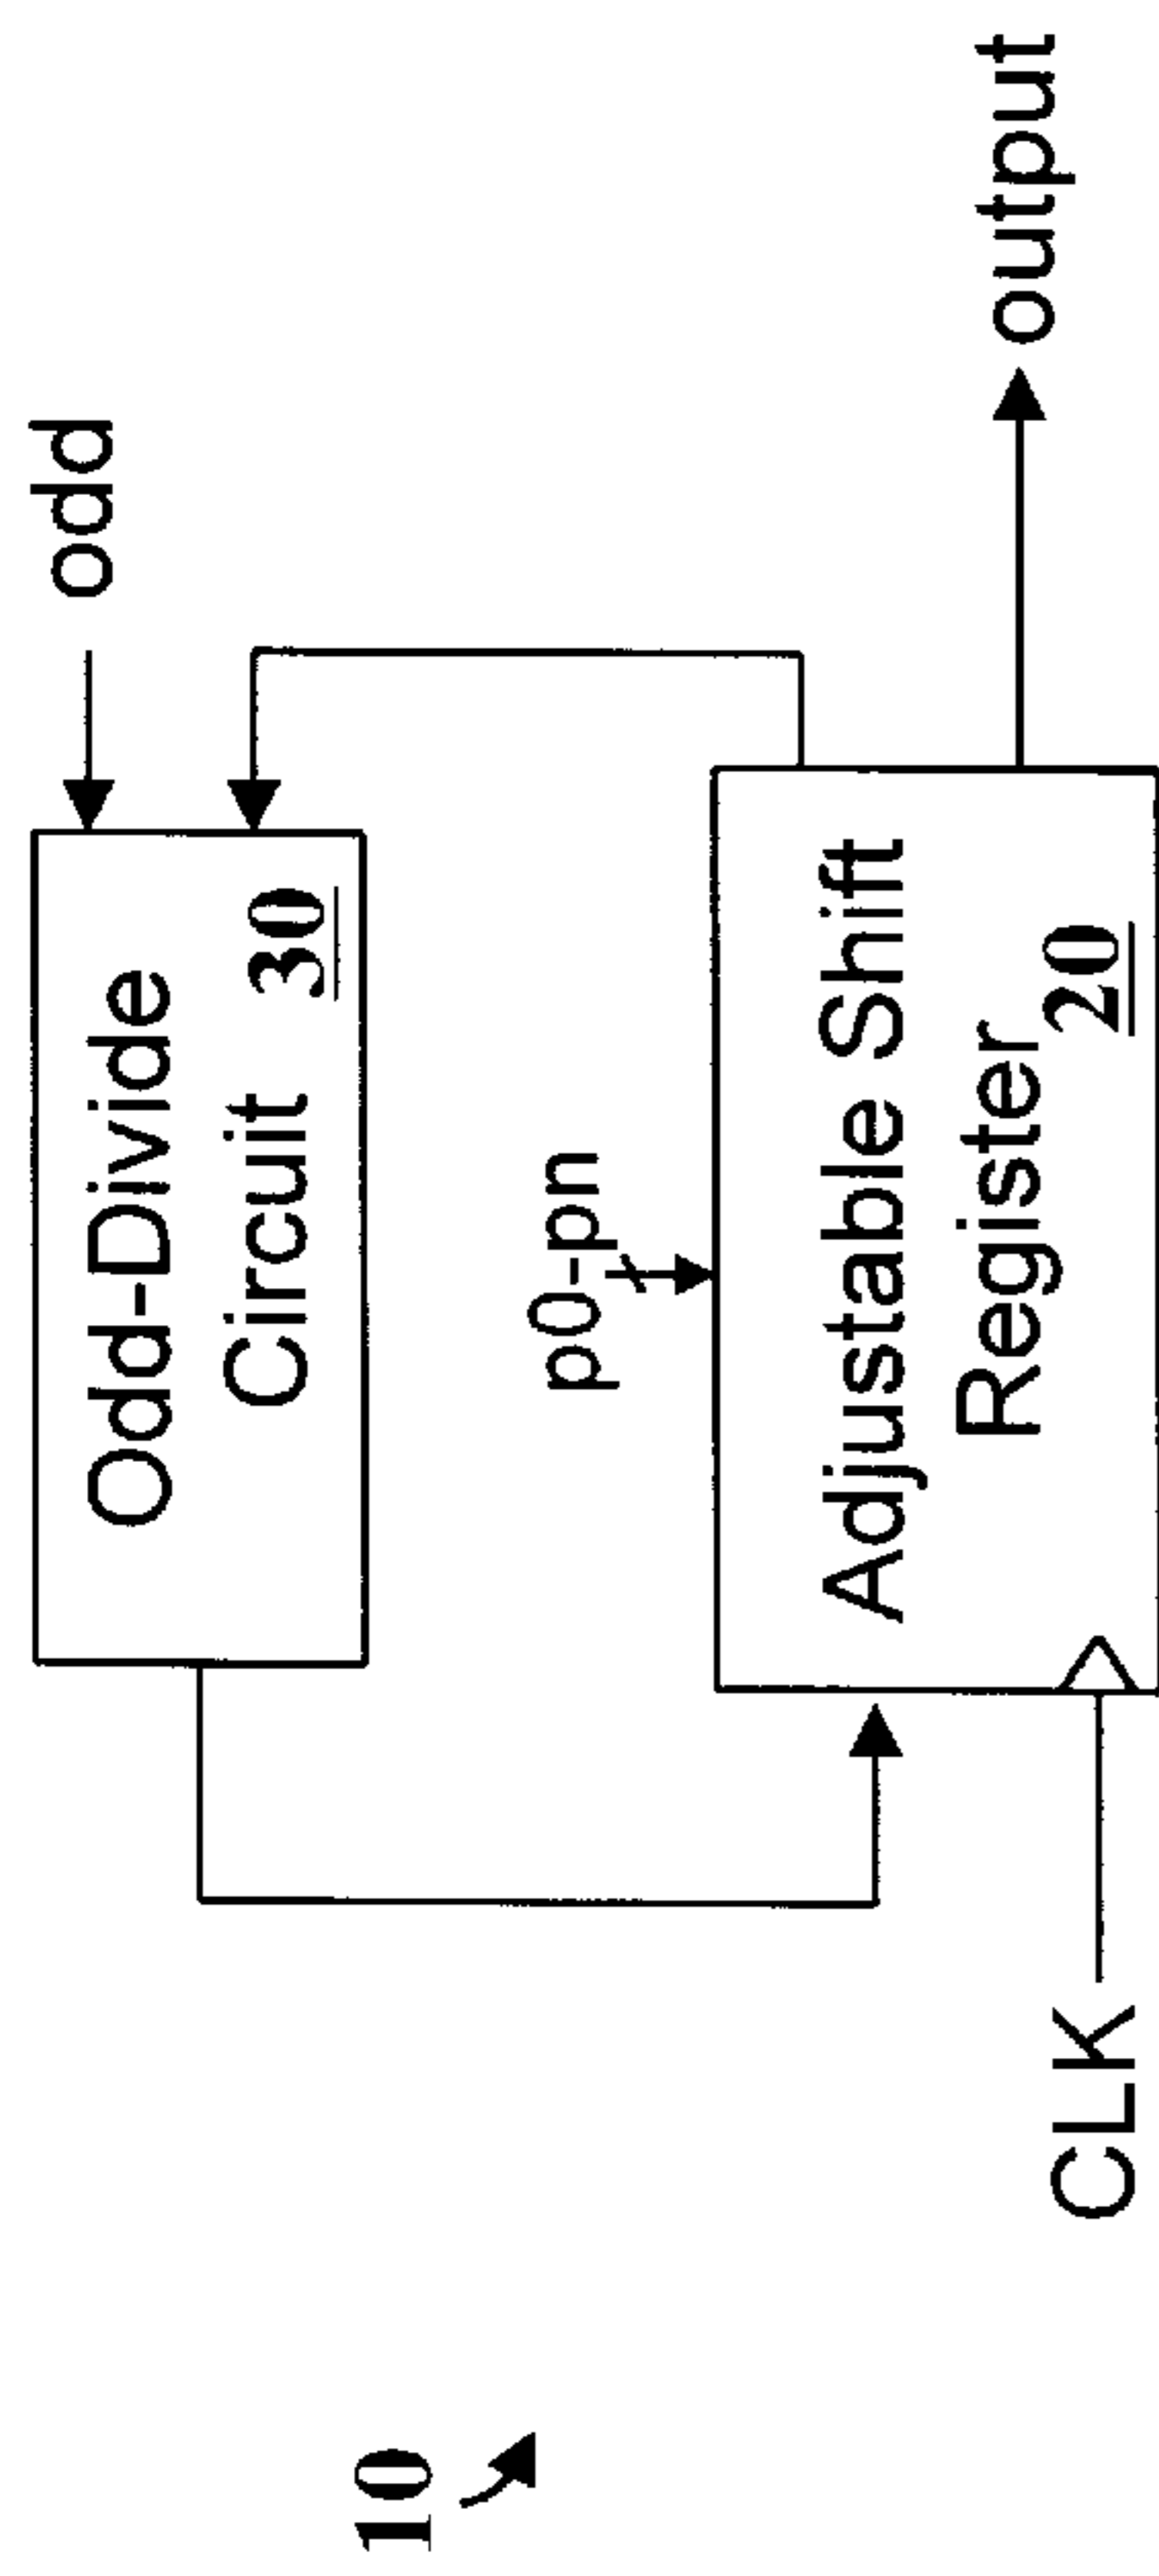 odd
Odd-Divide
Circuit 30
p0-pn
Adjustable Shift
Register
20
output
CLK
10